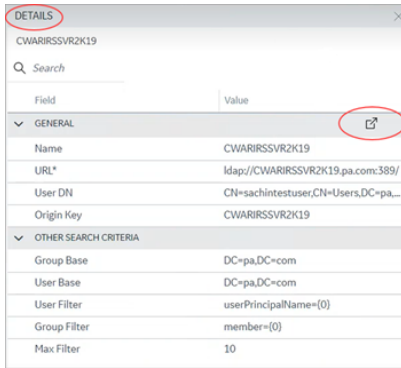 DETAILS
CWARIRSSVR2K19
Search
Field Value
GENERAL
Name CWARIRSSVR2K19
URL* ldap://CWARIRSSVR2K19.pa.com:389/
User DN CN=sachintestuser,CN=Users,DC=pa,...
Origin Key CWARIRSSVR2K19
OTHER SEARCH CRITERIA
Group Base DC=pa,DC=com
User Base DC=pa,DC=com
User Filter userPrincipalName={0}
Group Filter member={0}
Max Filter 10